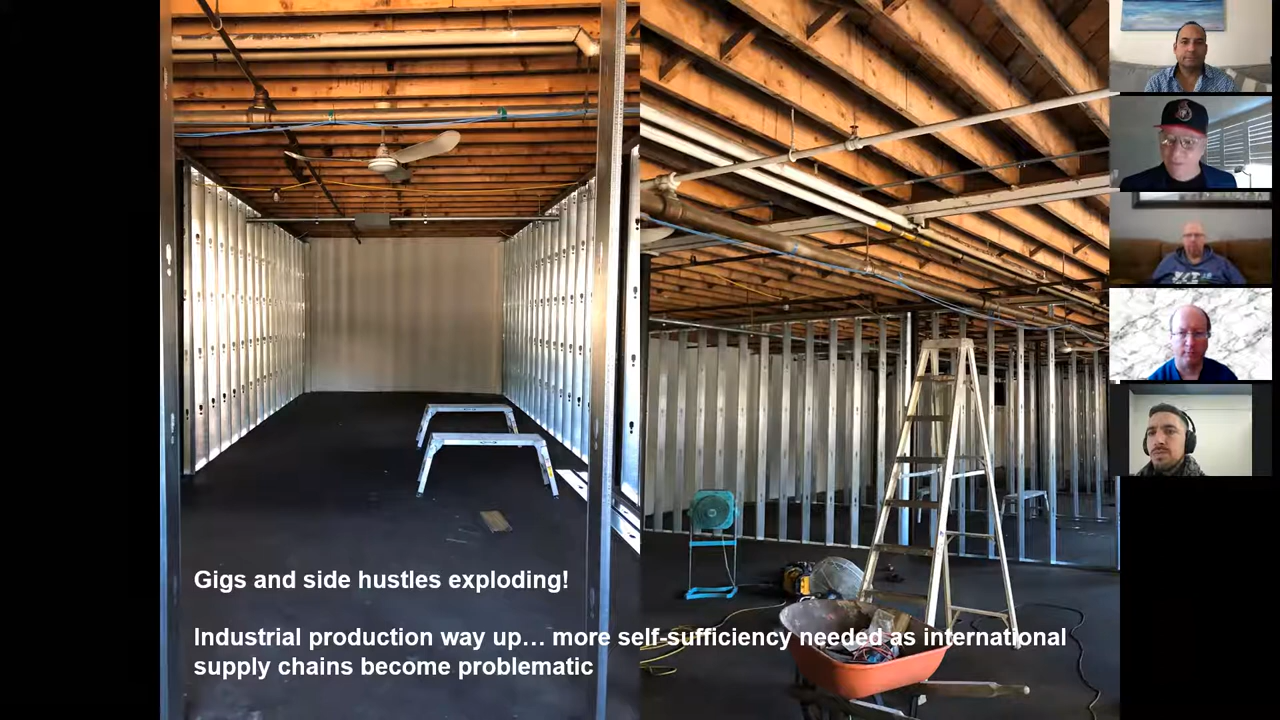 Gigs and side hustles exploding!
Industrial production way up... more self-sufficiency needed as international
supply chains become problematic